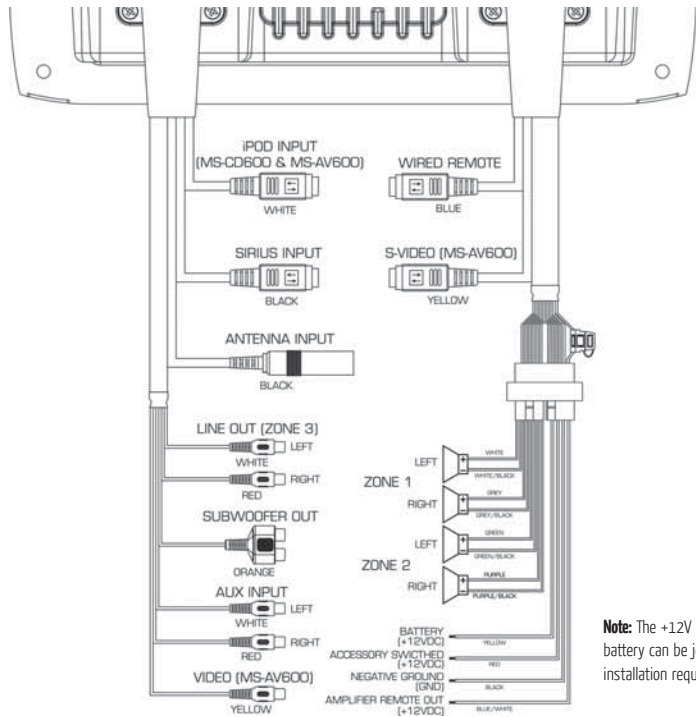 iPOD INPUT
(MS-CD600 & MS-AV600)
WHITE
SIRIUS INPUT
BLACK
ANTENNA INPUT
BLACK
LINE OUT (ZONE 3)
LEFT
WHITE
RIGHT
RED
SUBWOOFER OUT
ORANGE
AUX INPUT
LEFT
WHITE
RIGHT
RED
VIDEO (MS-AV600)
YELLOW
WIRED REMOTE
BLUE
S-VIDEO (MS-AV600)
YELLOW
ZONE 1
LEFT
WHITE
WHITE/BLACK
RIGHT
GREY
GREY/BLACK
ZONE 2
LEFT
GREEN
GREEN/BLACK
RIGHT
PURPLE
PURPLE/BLACK
BATTERY
(+12VDC)
YELLOW
ACCESSORY SWICTHED
(+12VDC)
RED
NEGATIVE GROUND
(GND)
BLACK
AMPLIFIER REMOTE OUT
(+12VDC)
BLUE/WHITE
Note: The +12V
battery can be j
installation requ